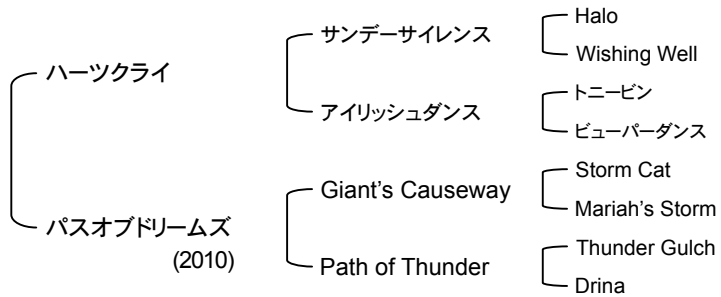 ハーツクライ
サンデーサイレンス
Halo
Wishing Well
アイリッシュダンス
トニービン
ビューパーダンス
パスオブドリームズ
(2010)
Giant's Causeway
Storm Cat
Mariah's Storm
Path of Thunder
Thunder Gulch
Drina